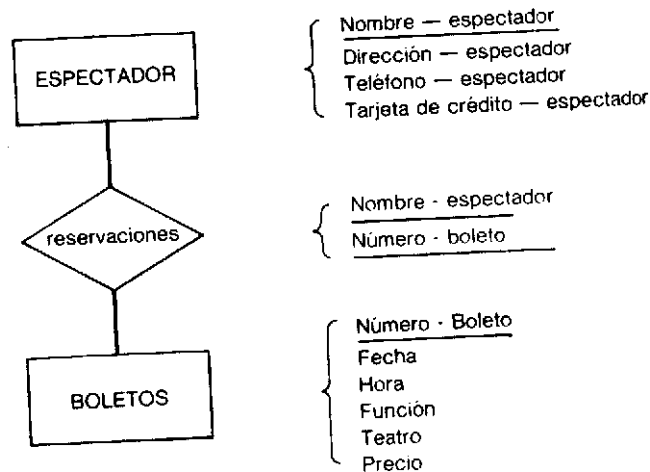 ESPECTADOR
Nombre — espectador
Dirección — espectador
Teléfono — espectador
Tarjeta de crédito — espectador
reservaciones
Nombre - espectador
Número - boleto
BOLETOS
Número - Boleto
Fecha
Hora
Función
Teatro
Precio